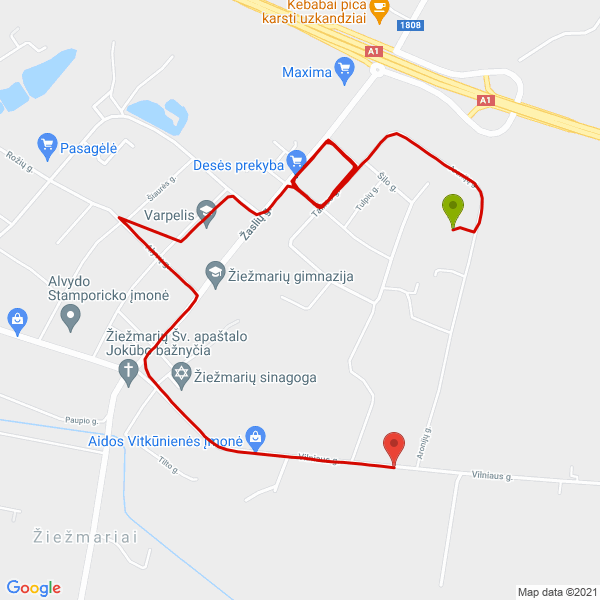 Kebabai pica
karsti uzkandziai
1808
A1
Maxima
A1
Pasagėlė
Rožių g.
Desės prekyba
Šiaurės g.
Šilo g.
Tulpių g.
Varpelis
Žaslių g.
Žiežmarių gimnazija
Alvydo
Stamporicko įmonė
Žiežmarių Šv. apaštalo
Jokūbo bažnyčia
Žiežmarių sinagoga
Paupio g.
Aidos Vitkūnienės įmonė
Tilto g.
Vilniaus g.
Aronijų g.
Vilniaus g.
Žiežmariai
Google
Map data ©2021